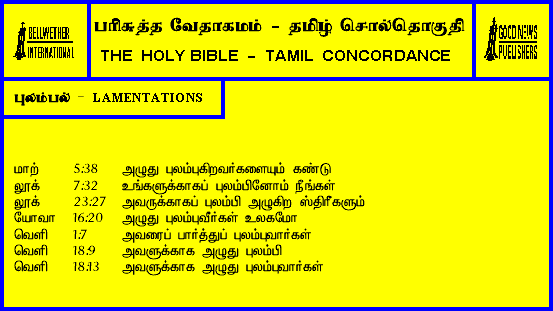 BELLWETHER
INTERNATIONAL
பரிசுத்த வேதாகமம் - தமிழ் சொல்தொகுதி
THE HOLY BIBLE - TAMIL CONCORDANCE
GOOD NEWS
PUBLISHERS
புலம்பல் - LAMENTATIONS
மாற் 5:38 அழுது புலம்புகிறவர்களையும் கண்டு
லூக் 7:32 உங்களுக்காகப் புலம்பினோம் நீங்கள்
லூக் 23:27 அவருக்காகப் புலம்பி அழுகிற ஸ்திரீகளும்
யோவா 16:20 அழுது புலம்புவீர்கள் உலகமோ
வெளி 1:7 அவரைப் பார்த்துப் புலம்புவார்கள்
வெளி 18:9 அவளுக்காக அழுது புலம்பி
வெளி 18:13 அவளுக்காக அழுது புலம்புவார்கள்